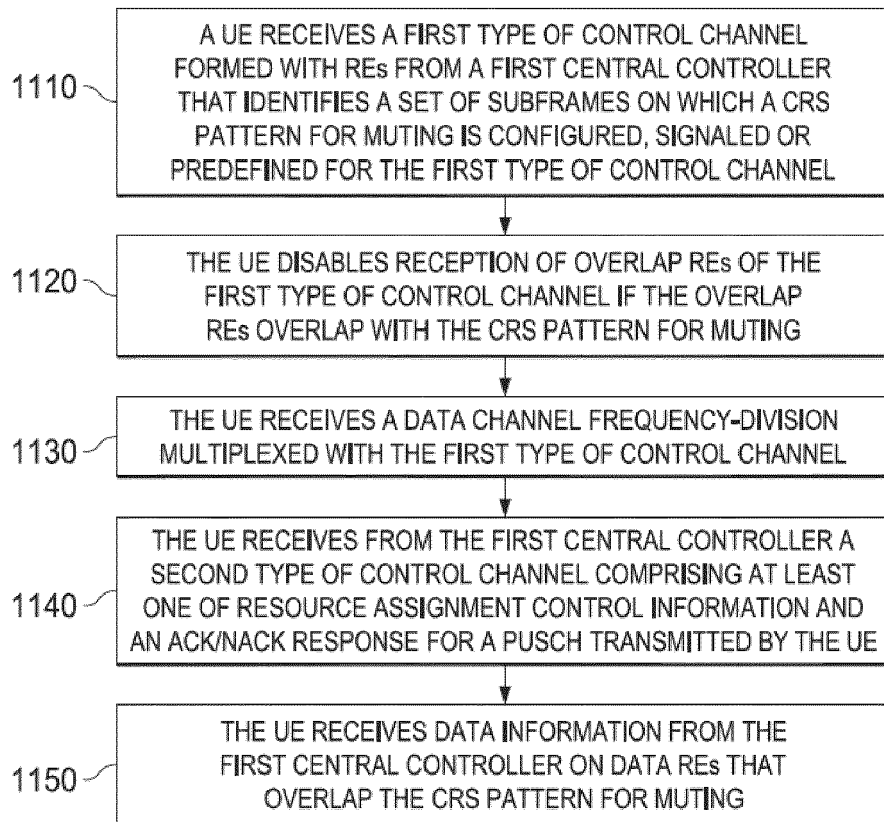 1110
A UE RECEIVES A FIRST TYPE OF CONTROL CHANNEL
FORMED WITH REs FROM A FIRST CENTRAL CONTROLLER
THAT IDENTIFIES A SET OF SUBFRAMES ON WHICH A CRS
PATTERN FOR MUTING IS CONFIGURED, SIGNALED OR
PREDEFINED FOR THE FIRST TYPE OF CONTROL CHANNEL
1120
THE UE DISABLES RECEPTION OF OVERLAP REs OF THE
FIRST TYPE OF CONTROL CHANNEL IF THE OVERLAP
REs OVERLAP WITH THE CRS PATTERN FOR MUTING
1130
THE UE RECEIVES A DATA CHANNEL FREQUENCY-DIVISION
MULTIPLEXED WITH THE FIRST TYPE OF CONTROL CHANNEL
1140
THE UE RECEIVES FROM THE FIRST CENTRAL CONTROLLER A
SECOND TYPE OF CONTROL CHANNEL COMPRISING AT LEAST
ONE OF RESOURCE ASSIGNMENT CONTROL INFORMATION AND
AN ACK/NACK RESPONSE FOR A PUSCH TRANSMITTED BY THE UE
1150
THE UE RECEIVES DATA INFORMATION FROM THE
FIRST CENTRAL CONTROLLER ON DATA REs THAT
OVERLAP THE CRS PATTERN FOR MUTING